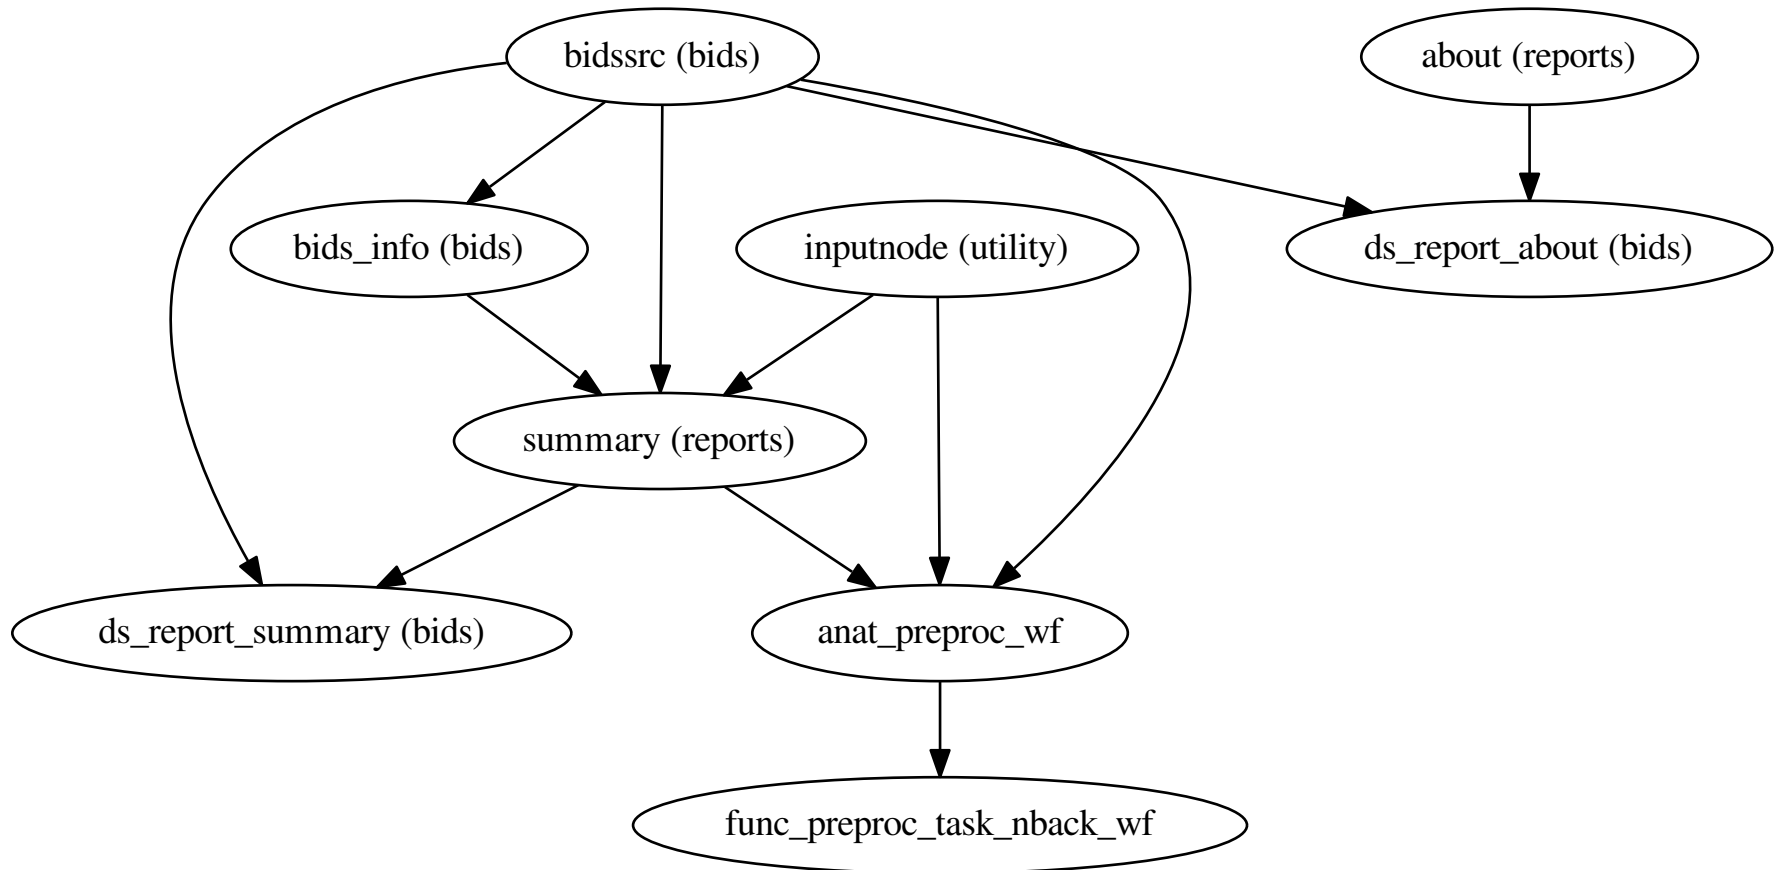 bidssrc (bids)
about (reports)
bids_info (bids)
inputnode (utility)
ds_report_about (bids)
summary (reports)
ds_report_summary (bids)
anat_preproc_wf
func_preproc_task_nback_wf